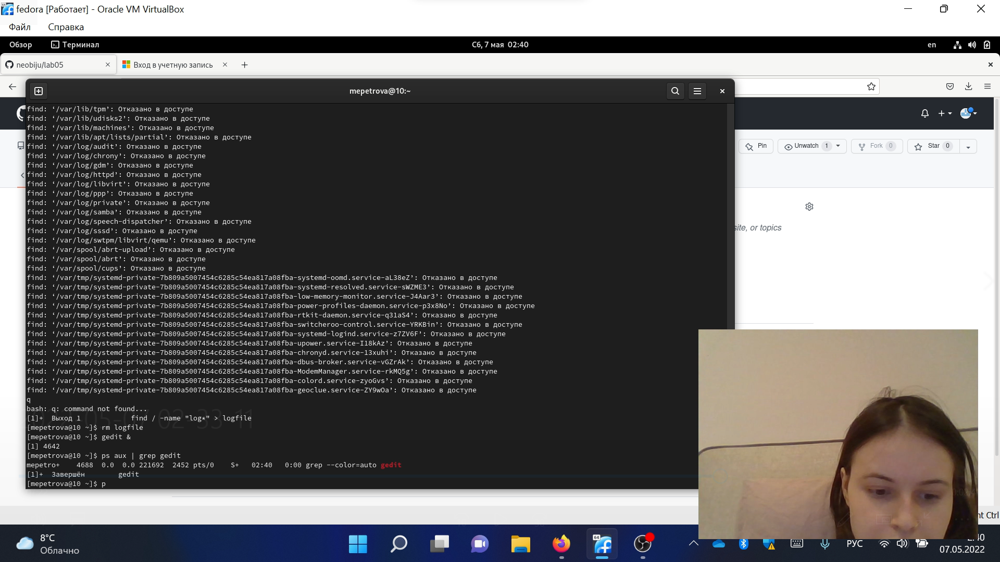 fedora [Работает] - Oracle VM VirtualBox
Файл Справка
Обзор Терминал Сб, 7 мая 02:40 en
neobiju/lab05 Вход в учетную запись
mepetrova@10:~
find: ‘/var/lib/tpm’: Отказано в доступе
find: ‘/var/lib/udisks2’: Отказано в доступе
find: ‘/var/lib/machines’: Отказано в доступе
find: ‘/var/lib/apt/lists/partial’: Отказано в доступе
find: ‘/var/log/audit’: Отказано в доступе
find: ‘/var/log/chrony’: Отказано в доступе
find: ‘/var/log/gdm’: Отказано в доступе
find: ‘/var/log/httpd’: Отказано в доступе
find: ‘/var/log/libvirt’: Отказано в доступе
find: ‘/var/log/ppp’: Отказано в доступе
find: ‘/var/log/private’: Отказано в доступе
find: ‘/var/log/samba’: Отказано в доступе
find: ‘/var/log/speech-dispatcher’: Отказано в доступе
find: ‘/var/log/sssd’: Отказано в доступе
find: ‘/var/log/swtpm/libvirt/qemu’: Отказано в доступе
find: ‘/var/spool/abrt-upload’: Отказано в доступе
find: ‘/var/spool/abrt’: Отказано в доступе
find: ‘/var/spool/cups’: Отказано в доступе
find: ‘/var/tmp/systemd-private-7b809a5007454c6285c54ea817a08fba-systemd-oomd.service-aL38eZ’: Отказано в доступе
find: ‘/var/tmp/systemd-private-7b809a5007454c6285c54ea817a08fba-systemd-resolved.service-sWZME3’: Отказано в доступе
find: ‘/var/tmp/systemd-private-7b809a5007454c6285c54ea817a08fba-low-memory-monitor.service-J4Aar3’: Отказано в доступе
find: ‘/var/tmp/systemd-private-7b809a5007454c6285c54ea817a08fba-power-profiles-daemon.service-p3x8No’: Отказано в доступе
find: ‘/var/tmp/systemd-private-7b809a5007454c6285c54ea817a08fba-rtkit-daemon.service-q31aS4’: Отказано в доступе
find: ‘/var/tmp/systemd-private-7b809a5007454c6285c54ea817a08fba-switcheroo-control.service-YRKBin’: Отказано в доступе
find: ‘/var/tmp/systemd-private-7b809a5007454c6285c54ea817a08fba-systemd-logind.service-z7ZV6F’: Отказано в доступе
find: ‘/var/tmp/systemd-private-7b809a5007454c6285c54ea817a08fba-upower.service-I18kAz’: Отказано в доступе
find: ‘/var/tmp/systemd-private-7b809a5007454c6285c54ea817a08fba-chronyd.service-13xuhi’: Отказано в доступе
find: ‘/var/tmp/systemd-private-7b809a5007454c6285c54ea817a08fba-dbus-broker.service-vGZrAk’: Отказано в доступе
find: ‘/var/tmp/systemd-private-7b809a5007454c6285c54ea817a08fba-ModemManager.service-rkMQ5g’: Отказано в доступе
find: ‘/var/tmp/systemd-private-7b809a5007454c6285c54ea817a08fba-colord.service-zyoGvs’: Отказано в доступе
find: ‘/var/tmp/systemd-private-7b809a5007454c6285c54ea817a08fba-geoclue.service-ZY9wOa’: Отказано в доступе
q
bash: q: command not found...
[1]+ Выход 1 find / -name "log*" > logfile
[mepetrova@10 ~]$ rm logfile
[mepetrova@10 ~]$ gedit &
[1] 4642
[mepetrova@10 ~]$ ps aux | grep gedit
mepetro+ 4688 0.0 0.0 221692 2452 pts/0 S+ 02:40 0:00 grep --color=auto gedit
[1]+ Завершён gedit
[mepetrova@10 ~]$ p
Pin Unwatch 1 Fork 0 Star 0
site, or topics
Ctrl
8°C
Облачно
64
РУС
07.05.2022